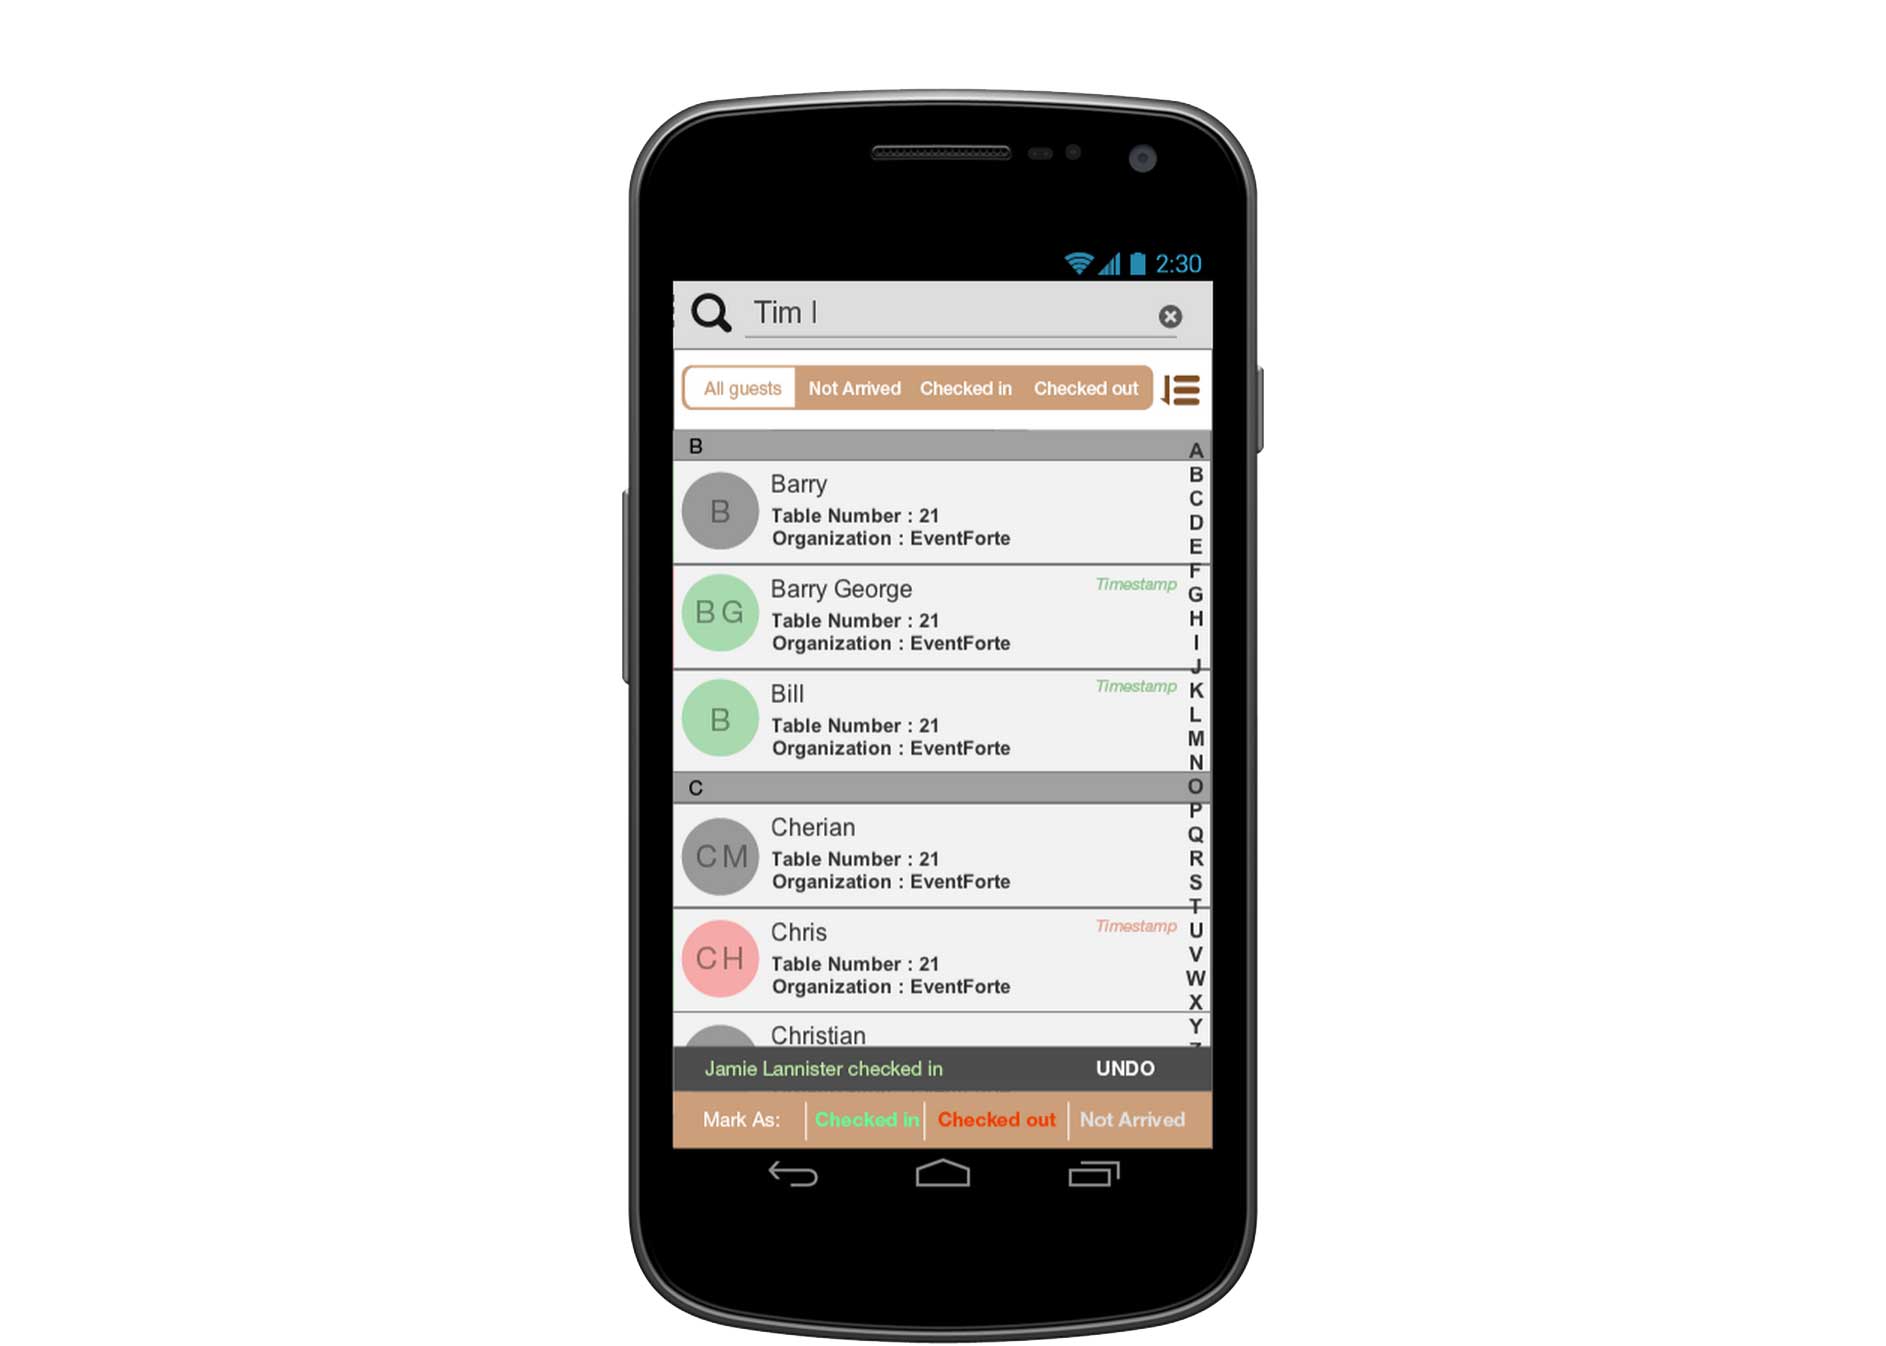 2:30
Tim |
All guests Not Arrived Checked in Checked out
B
B
Barry
Table Number : 21
Organization : EventForte
B G
Barry George
Timestamp
Table Number : 21
Organization : EventForte
B
Bill
Timestamp
Table Number : 21
Organization : EventForte
C
C M
Cherian
Table Number : 21
Organization : EventForte
C H
Chris
Timestamp
Table Number : 21
Organization : EventForte
Christian
A
B
C
D
E
F
G
H
I
J
K
L
M
N
O
P
Q
R
S
T
U
V
W
X
Y
Jamie Lannister checked in UNDO
Mark As: Checked in Checked out Not Arrived